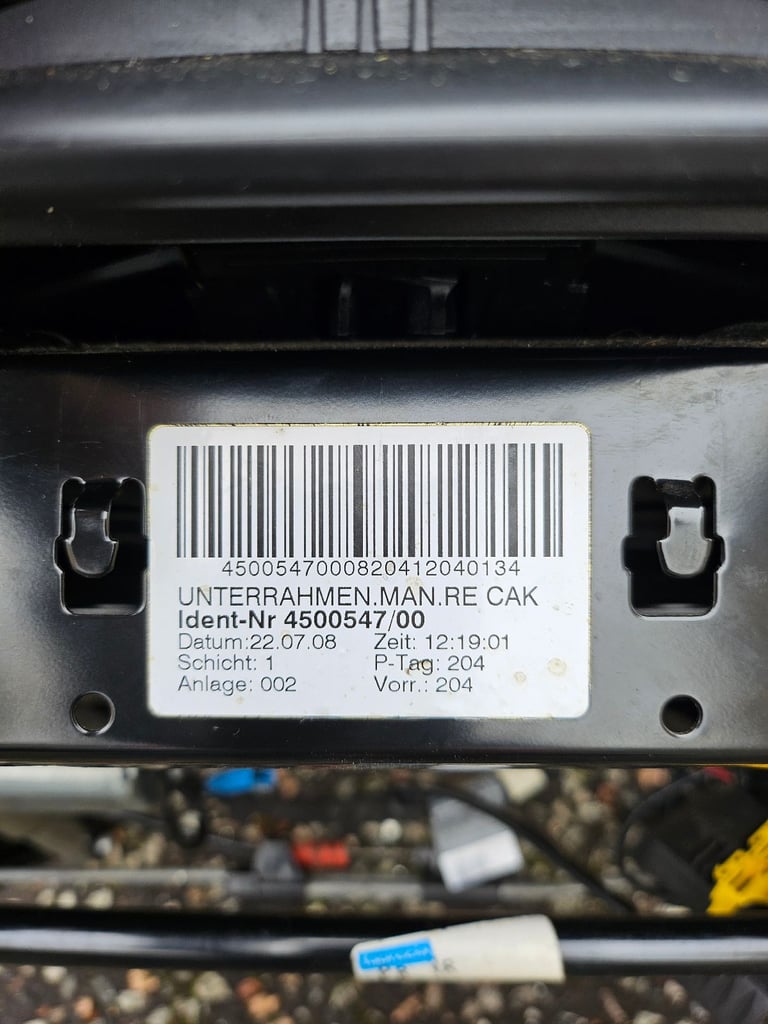 4500547000820412040134
UNTERRAHMEN.MAN.RE CAK
Ident-Nr 4500547/00
Datum:22.07.08 Zeit: 12:19:01
Schicht: 1 P-Tag: 204
Anlage: 002 Vorr.: 204